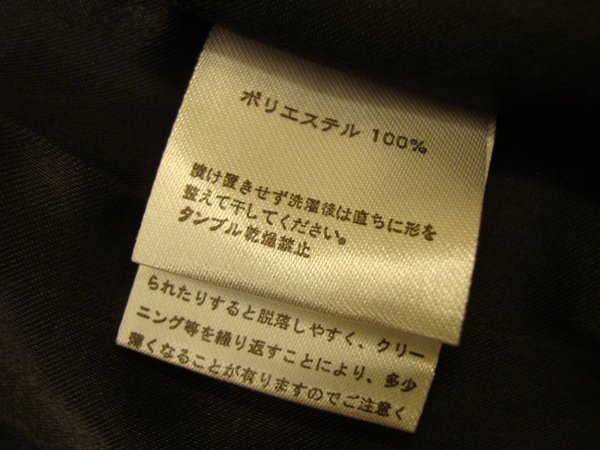 ポリエステル 100%
漬け置きせず洗濯後は直ちに形を
整えて干してください。
タンブル乾燥禁止
られたりすると脱落しやすく、クリー
ニング等を繰り返すことにより、多少
薄くなることが有りますのでご注意く